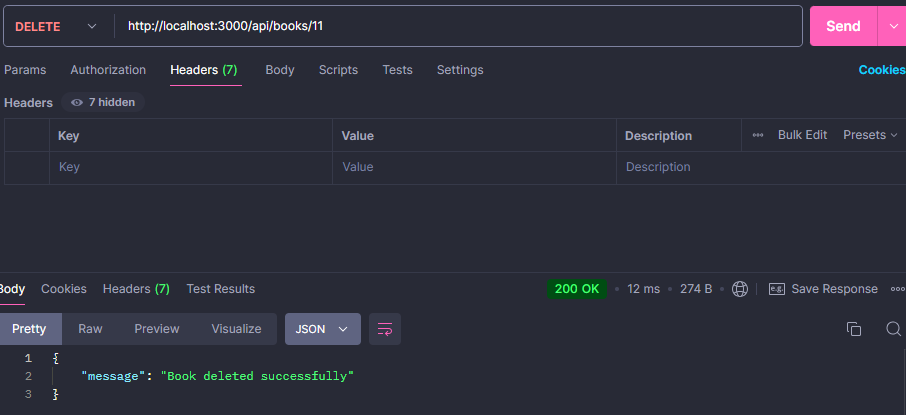 DELETE http://localhost:3000/api/books/11 Send
Params Authorization Headers (7) Body Scripts Tests Settings Cookies
Headers 7 hidden
Key Value Description Bulk Edit Presets
Key Value Description
Body Cookies Headers (7) Test Results 200 OK 12 ms 274 B e.g. Save Response
Pretty Raw Preview Visualize JSON
1 {
2 "message": "Book deleted successfully"
3 }